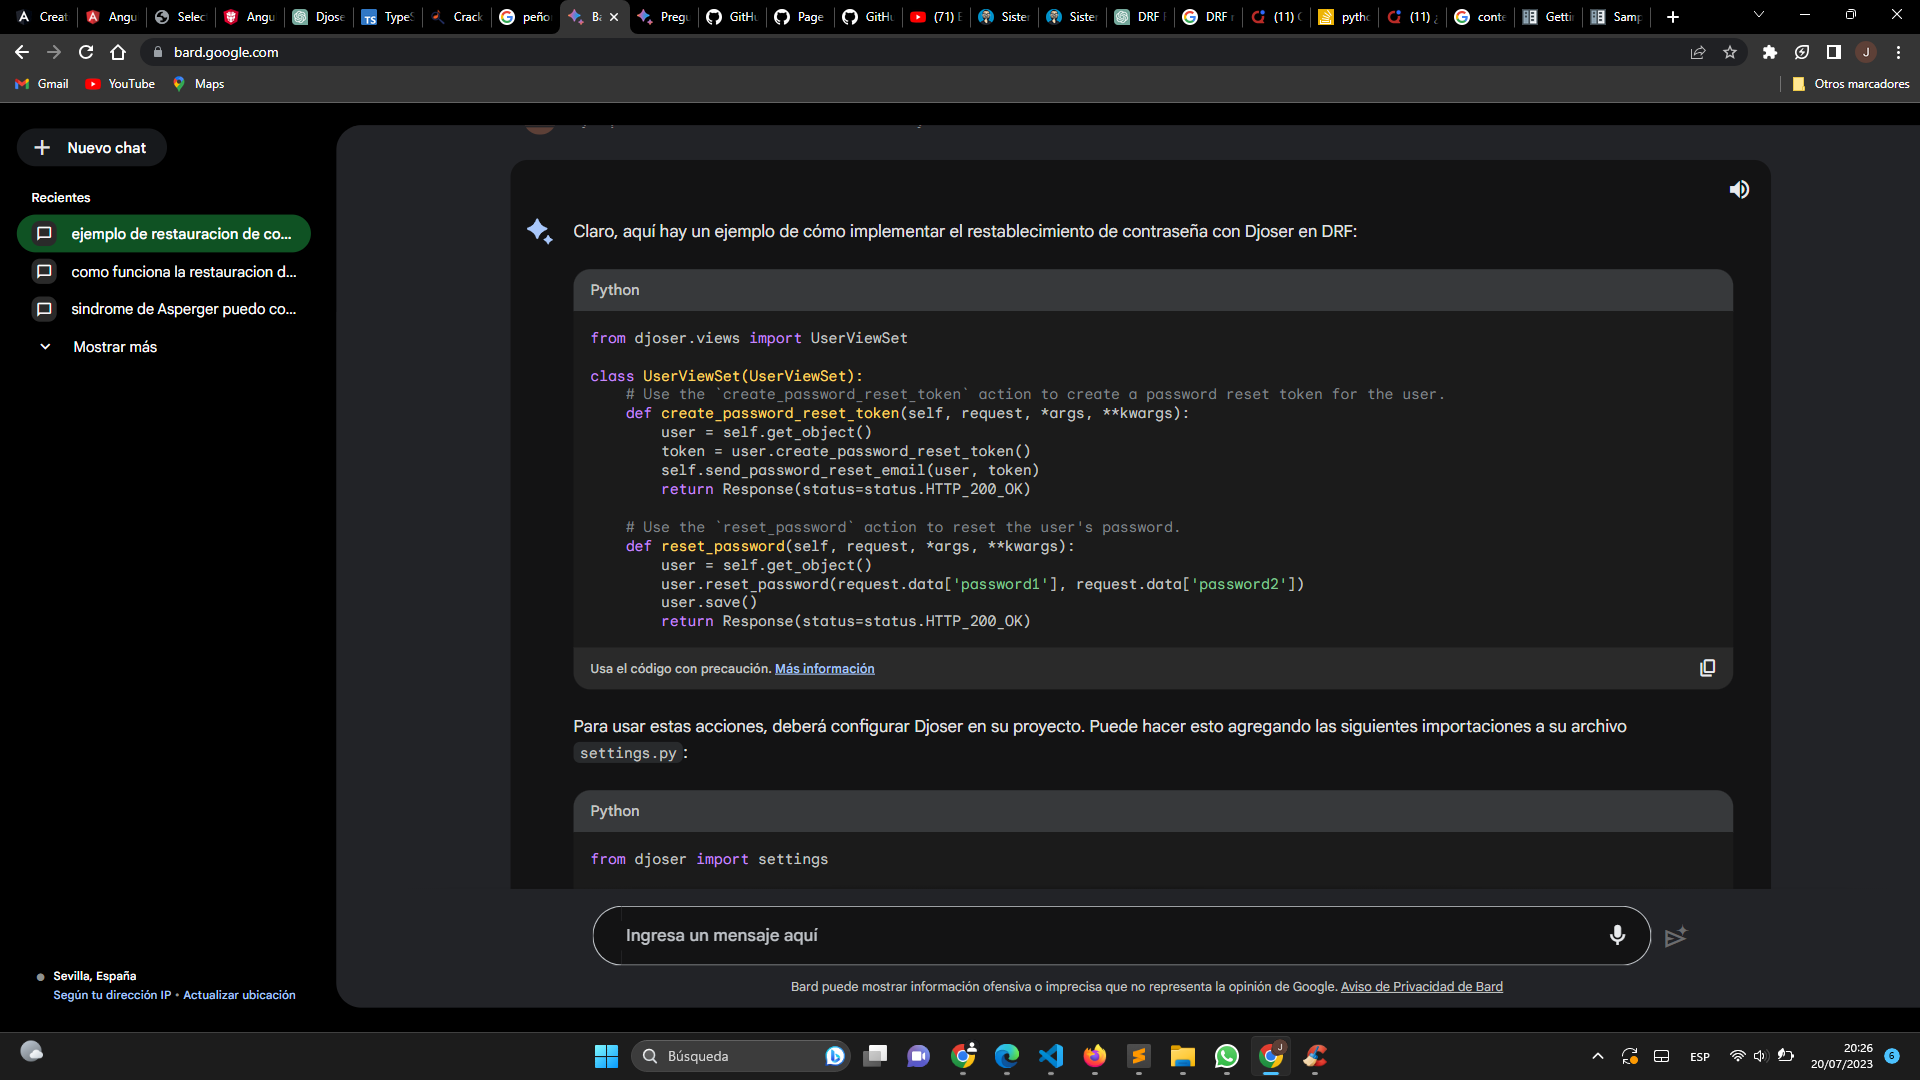 Creat
Angu
Selec
Angu
Djose
TypeS
Crack
peño
Ba
Pregu
GitHu
Page
GitHu
(71) E
Sister
Sister
DRF
DRF r
(11) C
pytho
(11) ¿
conte
Getti
Samp
bard.google.com
J
Gmail
YouTube
Maps
Otros marcadores
Nuevo chat
Recientes
ejemplo de restauracion de co...
como funciona la restauracion d...
sindrome de Asperger puedo co...
Mostrar más
Claro, aquí hay un ejemplo de cómo implementar el restablecimiento de contraseña con Djoser en DRF:
Python
from djoser.views import UserViewSet
class UserViewSet(UserViewSet):
# Use the `create_password_reset_token` action to create a password reset token for the user.
def create_password_reset_token(self, request, *args, **kwargs):
user = self.get_object()
token = user.create_password_reset_token()
self.send_password_reset_email(user, token)
return Response(status=status.HTTP_200_OK)
# Use the `reset_password` action to reset the user's password.
def reset_password(self, request, *args, **kwargs):
user = self.get_object()
user.reset_password(request.data['password1'], request.data['password2'])
user.save()
return Response(status=status.HTTP_200_OK)
Usa el código con precaución. Más información
Para usar estas acciones, deberá configurar Djoser en su proyecto. Puede hacer esto agregando las siguientes importaciones a su archivo
settings.py:
Python
from djoser import settings
Ingresa un mensaje aquí
Sevilla, España
Según tu dirección IP • Actualizar ubicación
Bard puede mostrar información ofensiva o imprecisa que no representa la opinión de Google. Aviso de Privacidad de Bard
Búsqueda
ESP
20:26
20/07/2023
6